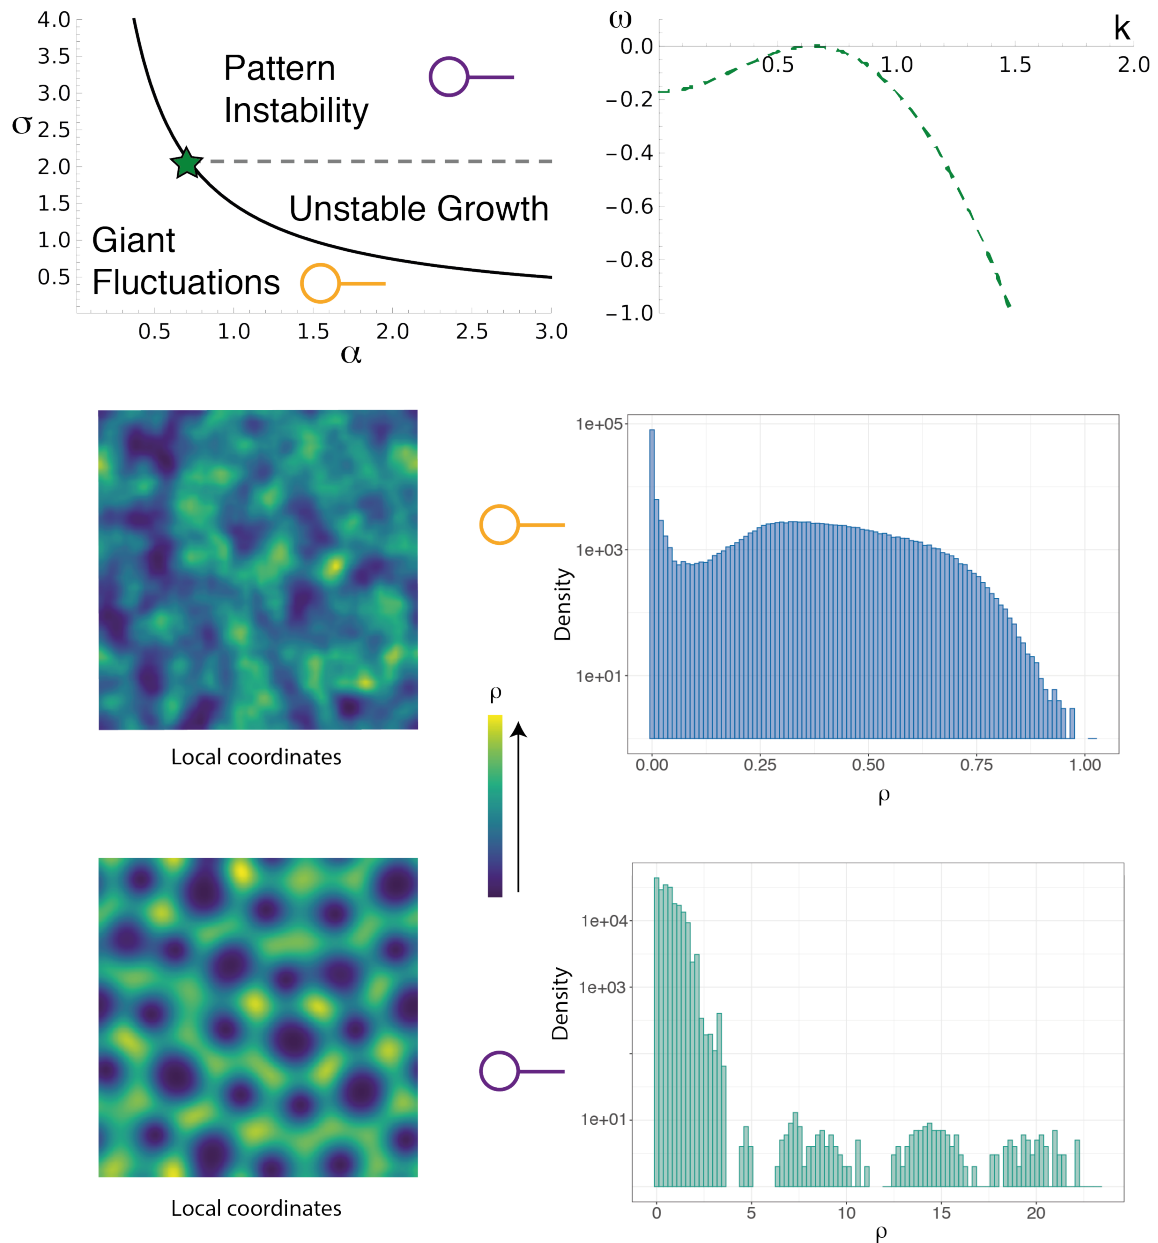 4.0
3.5
3.0
2.5
2.0
1.5
1.0
0.5
σ
Pattern
Instability
Unstable Growth
Giant
Fluctuations
0.5 1.0 1.5 2.0 2.5 3.0
α
ω
k
0.0
−0.2
−0.4
−0.6
−0.8
−1.0
0.5 1.0 1.5 2.0
Local coordinates
1e+05
1e+03
1e+01
Density
0.00 0.25 0.50 0.75 1.00
ρ
ρ
Local coordinates
1e+04
1e+03
1e+01
Density
0 5 10 15 20
ρ